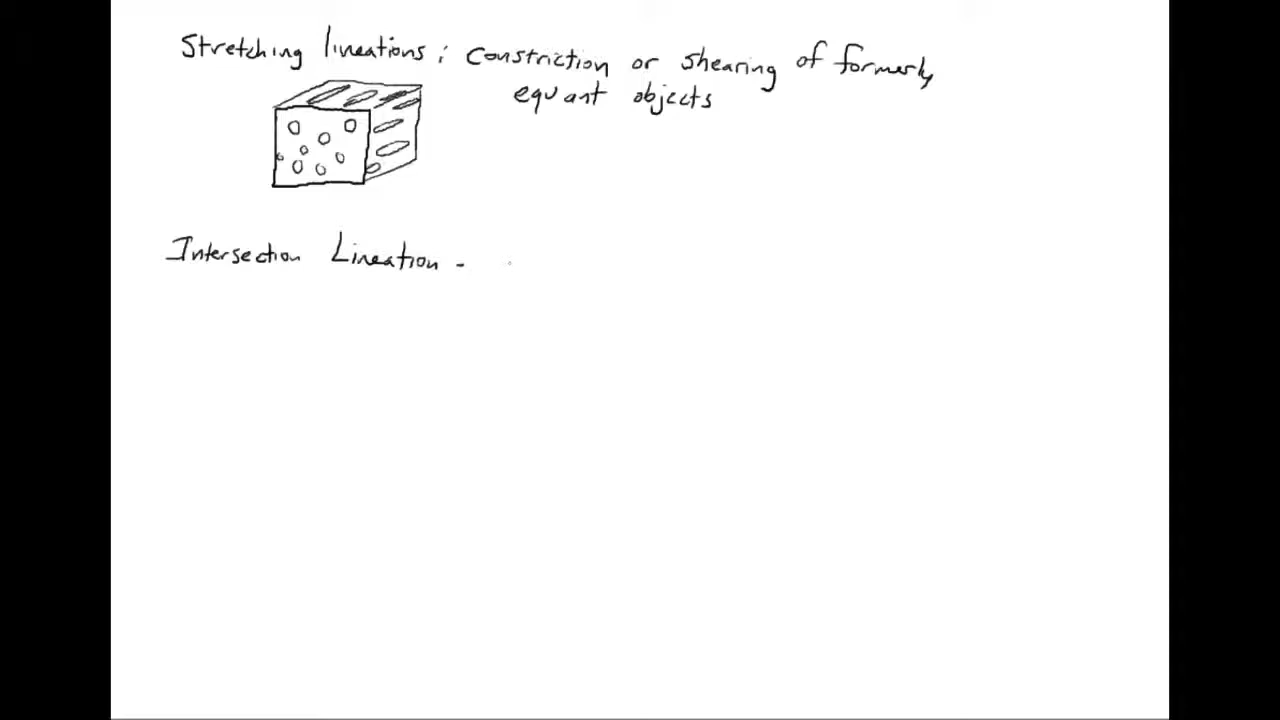 Stretching lineations: Constriction or shearing of formerly
equant objects
Intersection Lineation -